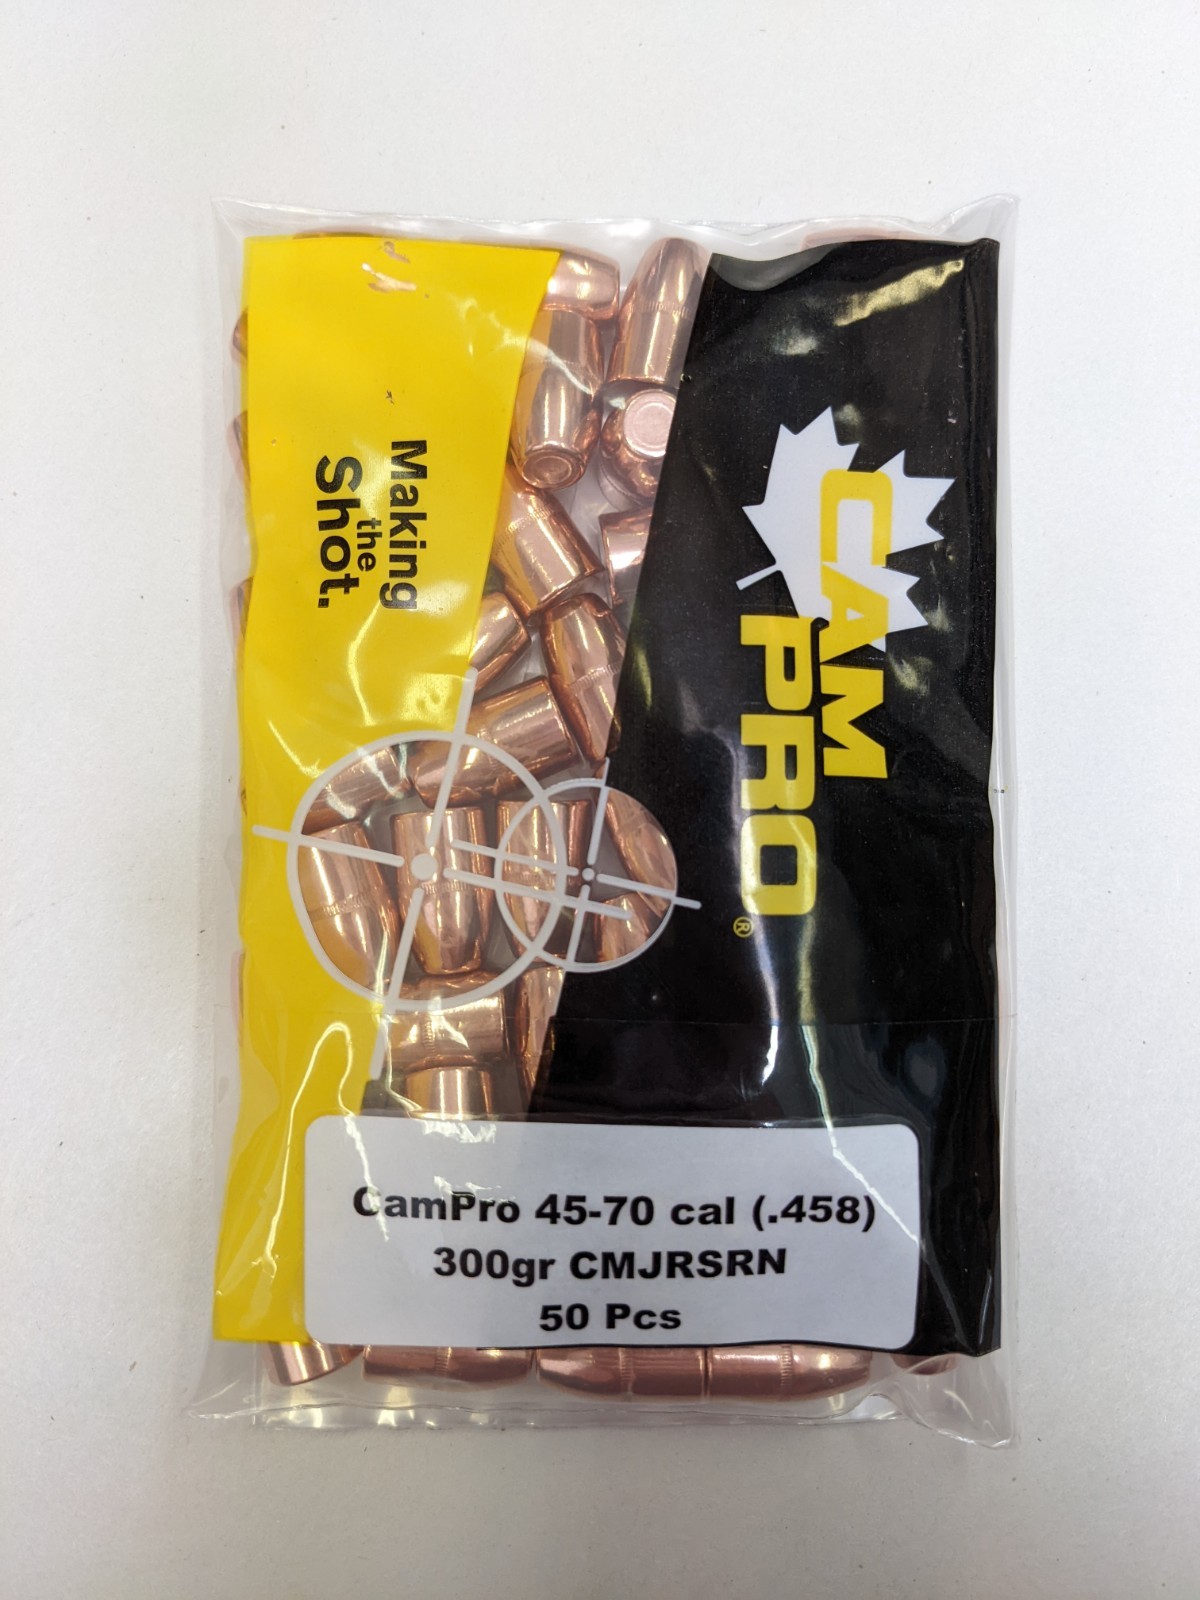 Making
the
Shot.
CAM
PRO®
CamPro 45-70 cal (.458)
300gr CMJRSRN
50 Pcs